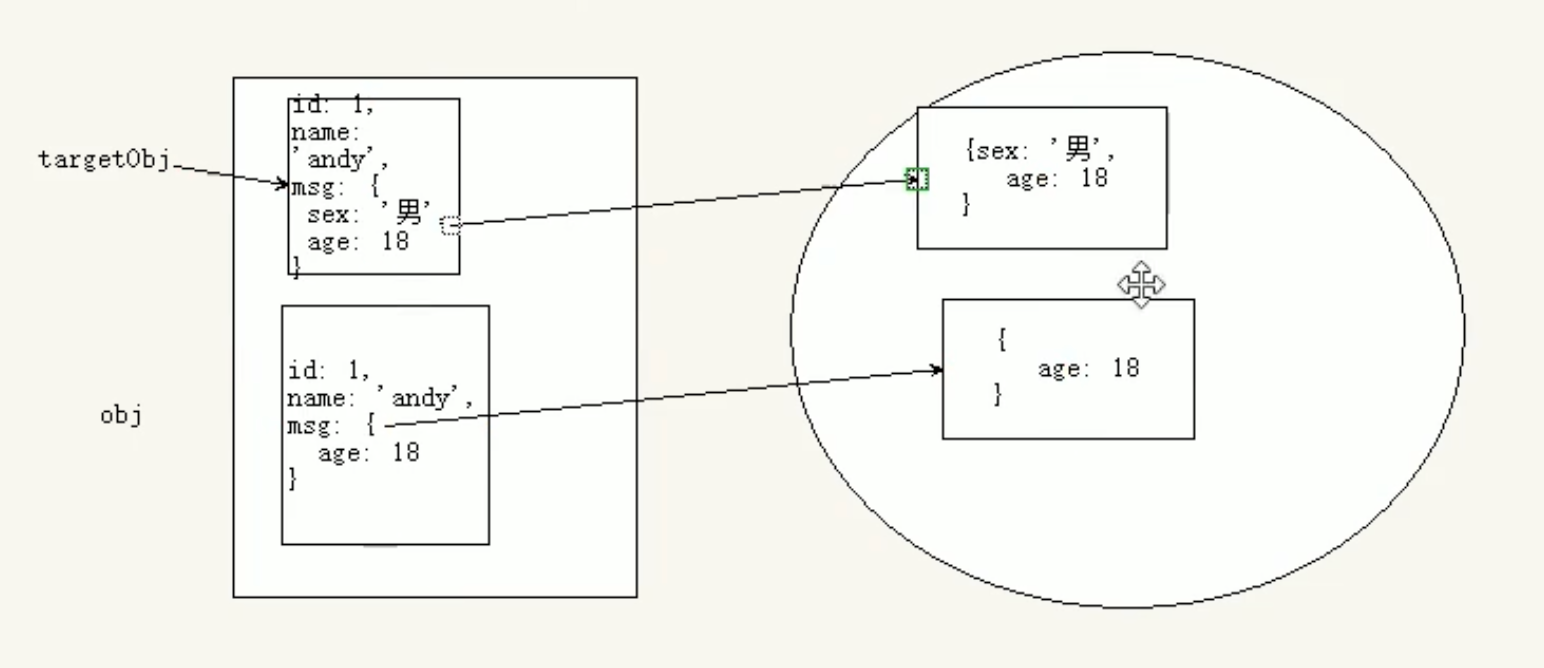 targetObj
id: 1,
name:
'andy',
msg: {
sex: '男'
age: 18
}
{sex: '男',
age: 18
}
obj
id: 1,
name: 'andy',
msg: {
age: 18
}
{
age: 18
}